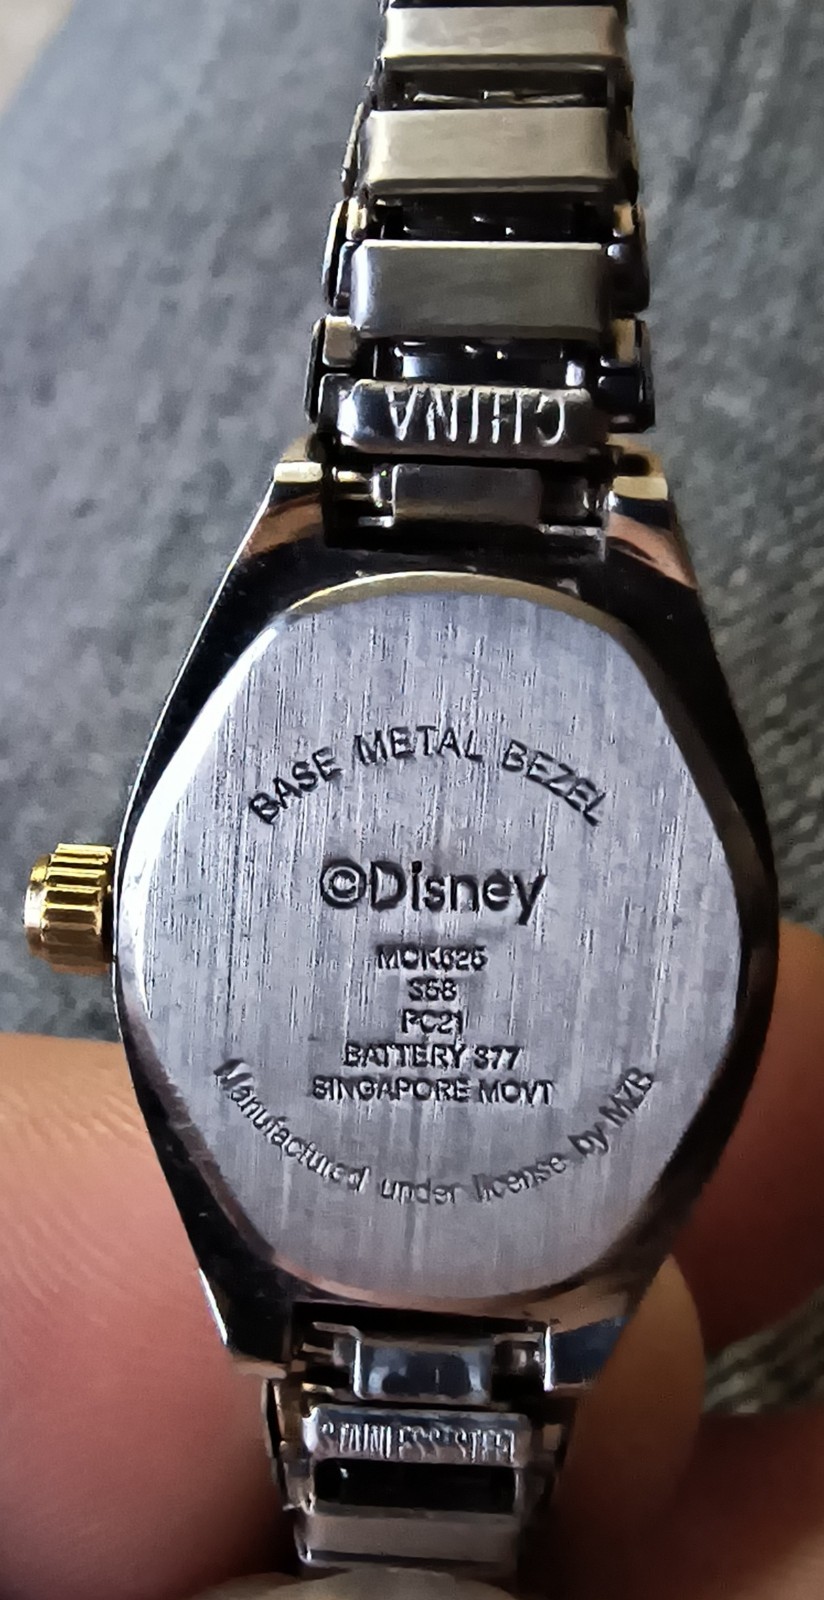 CHINA
BASE METAL BEZEL
©Disney
MCK625
S58
PC21
BATTERY 377
SINGAPORE MOVT
Manufactured under license by MZB
STAINLESS STEEL